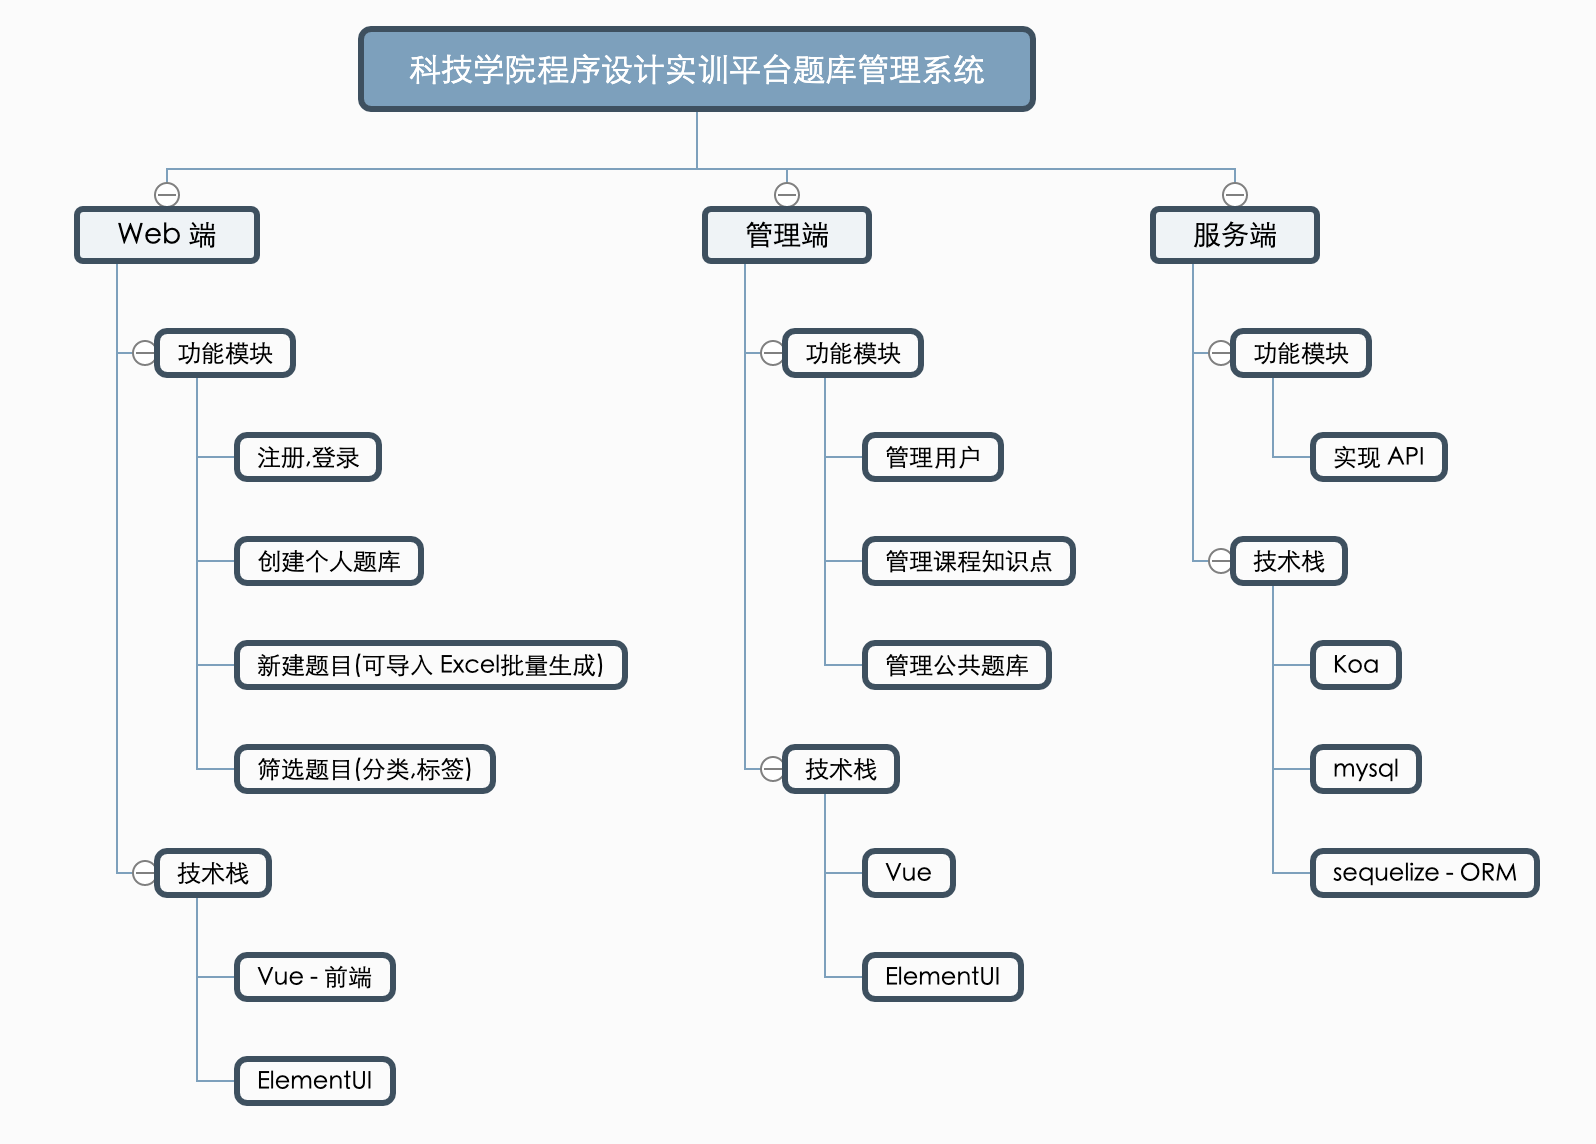 科技学院程序设计实训平台题库管理系统
Web 端
功能模块
注册,登录
创建个人题库
新建题目(可导入 Excel批量生成)
筛选题目(分类,标签)
技术栈
Vue - 前端
ElementUI
管理端
功能模块
管理用户
管理课程知识点
管理公共题库
技术栈
Vue
ElementUI
服务端
功能模块
实现 API
技术栈
Koa
mysql
sequelize - ORM